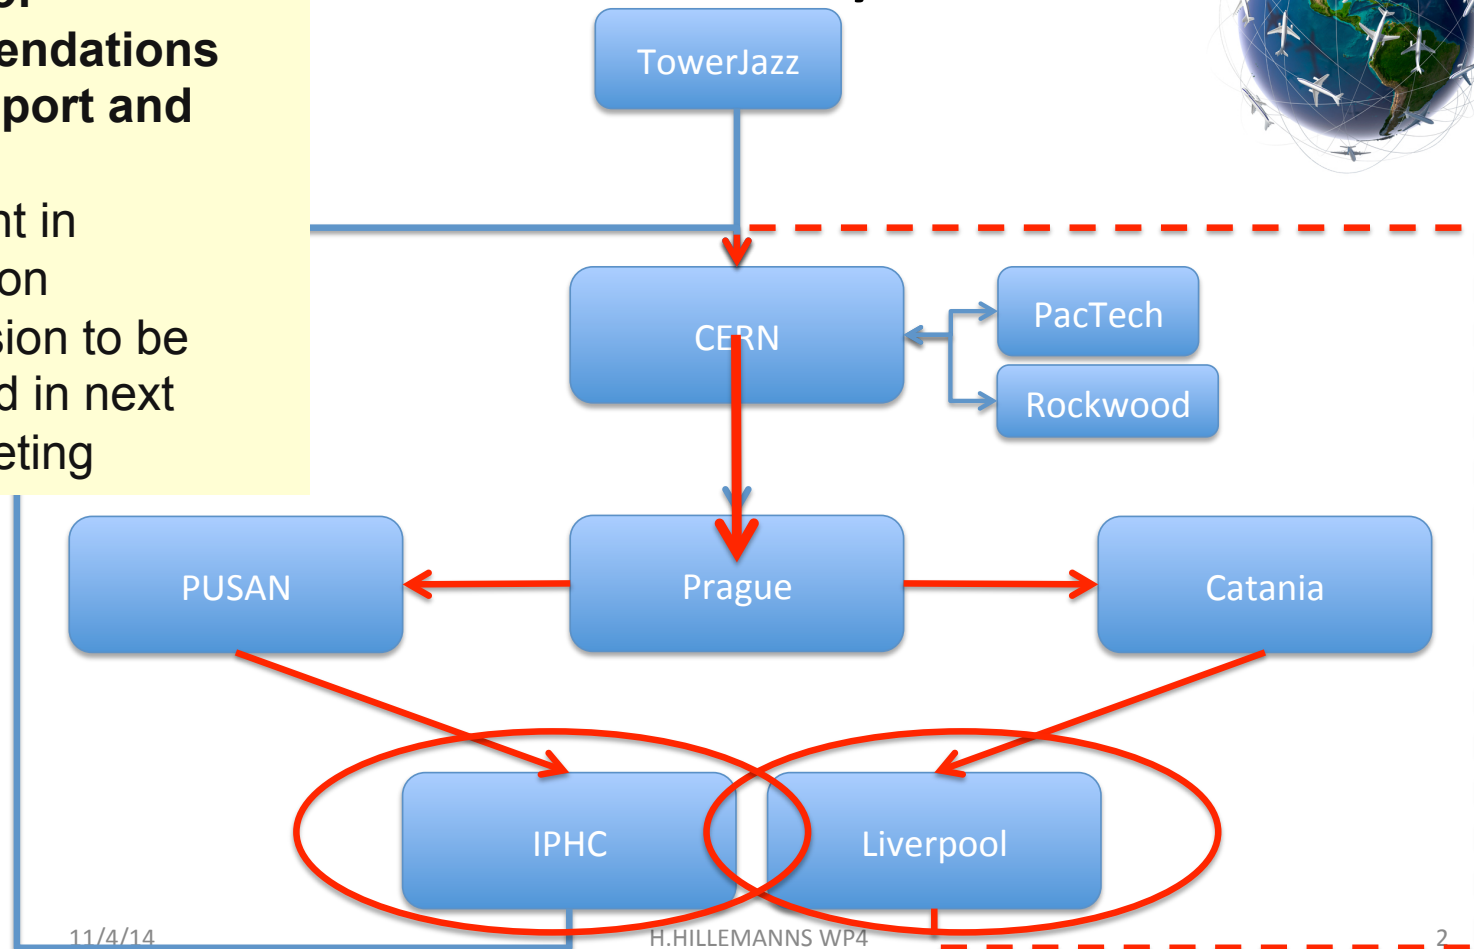 endations
port and
nt in
on
sion to be
d in next
eting
TowerJazz
CERN
PacTech
Rockwood
PUSAN
Prague
Catania
IPHC
Liverpool
11/4/14
H.HILLEMANNS WP4
2